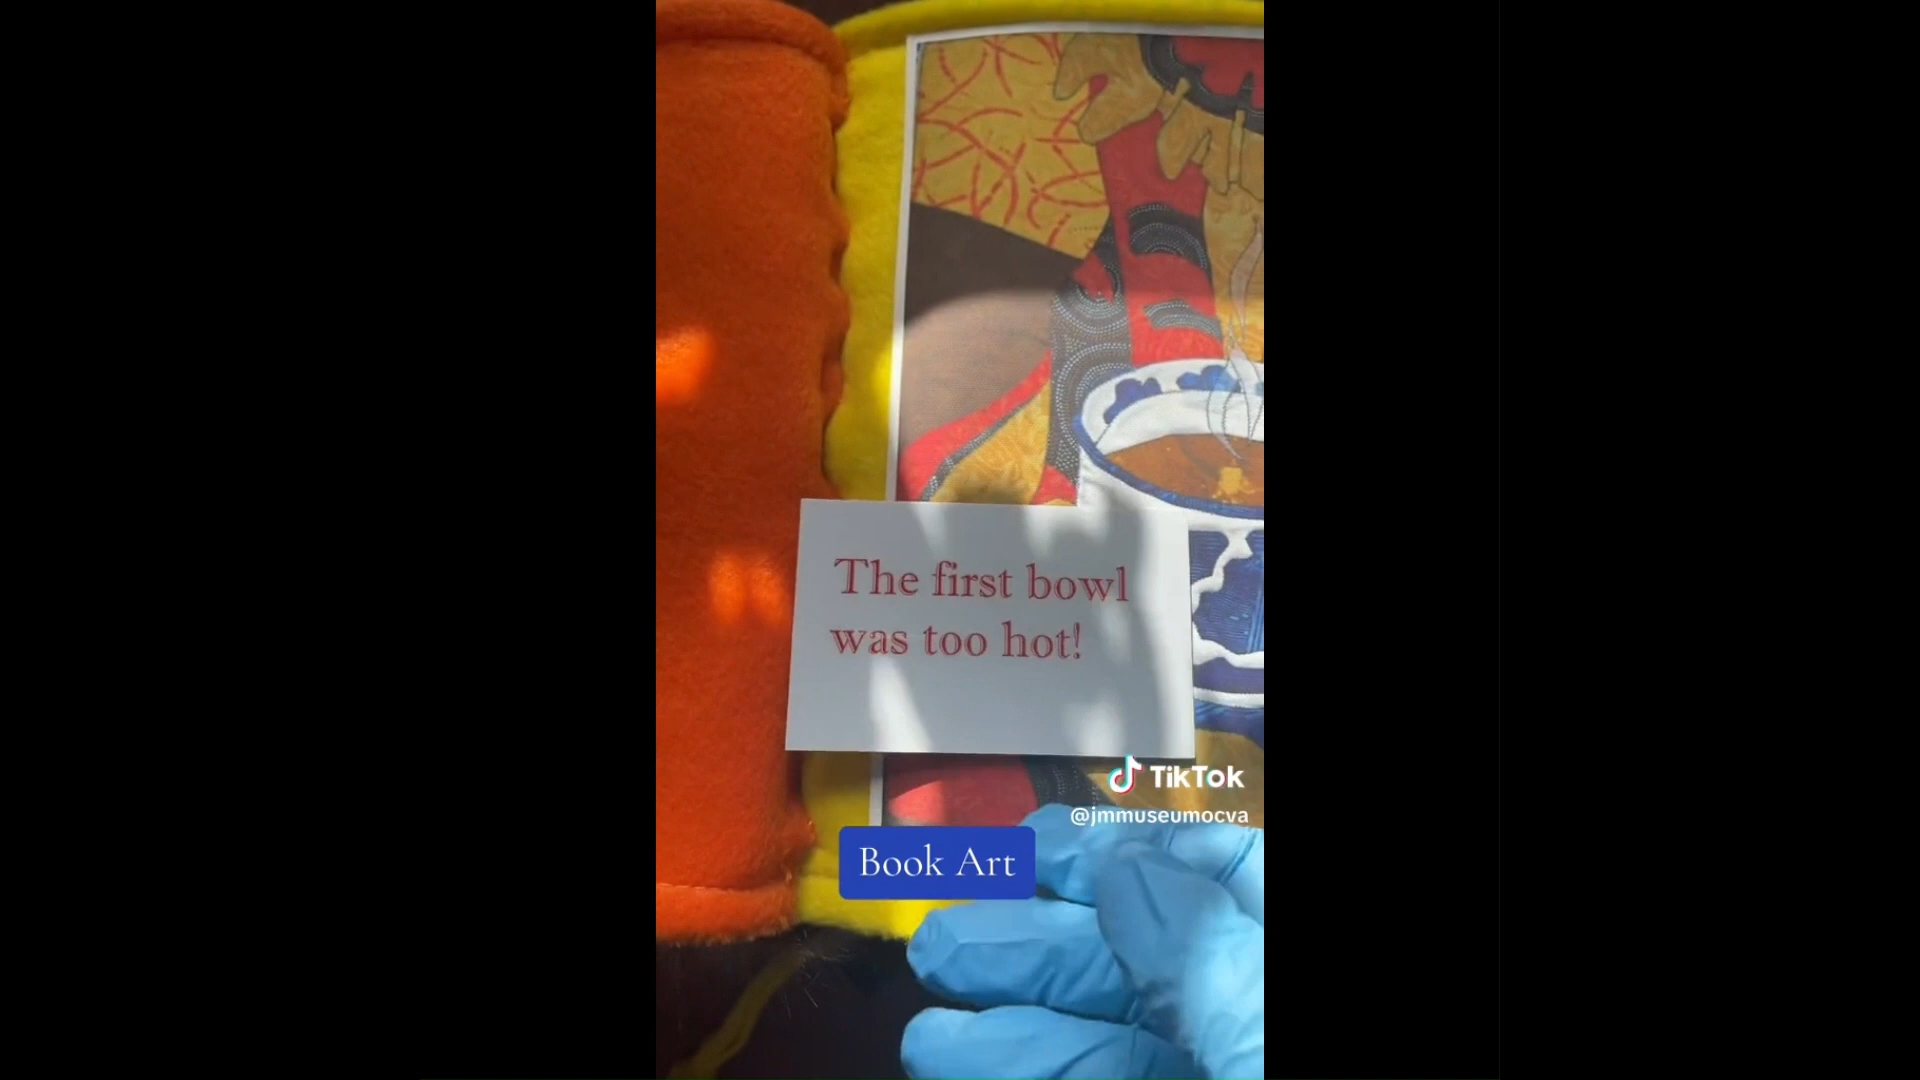 The first bowl
was too hot!
TikTok
@jmmuseumocva
Book Art